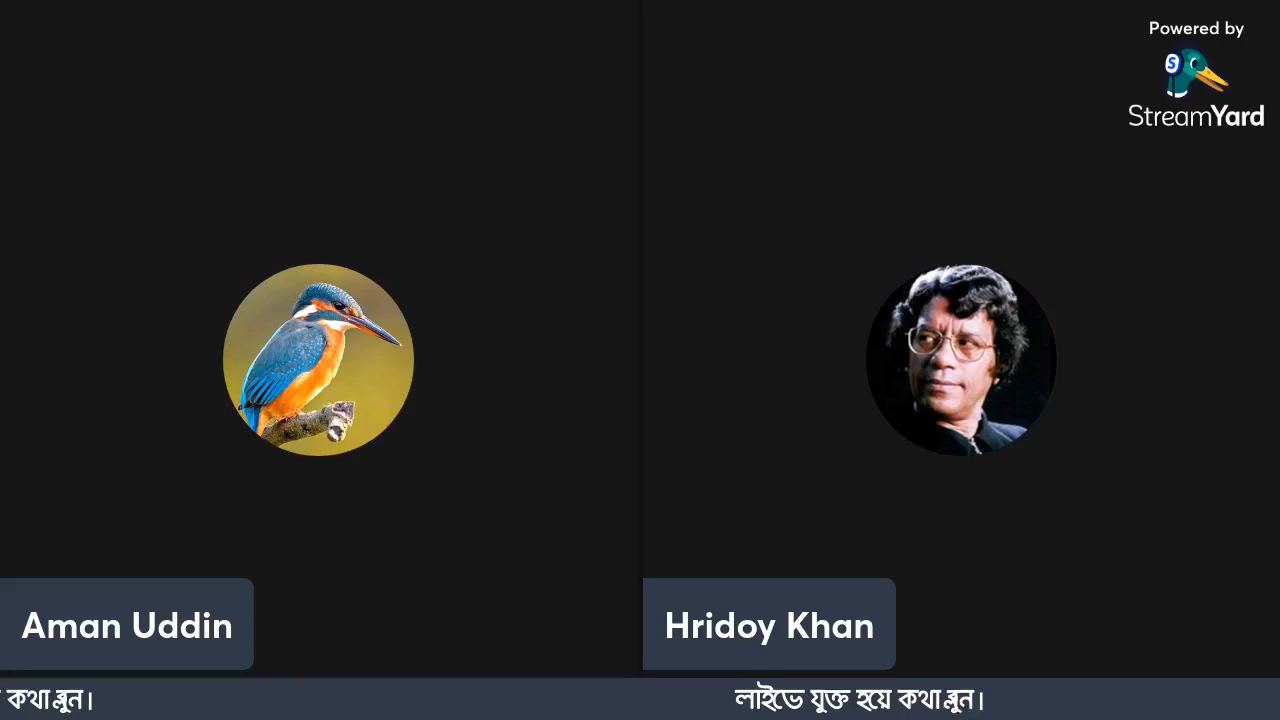 Powered by
S
StreamYard
Aman Uddin
Hridoy Khan
কথা বলুন। লাইভে যুক্ত হয়ে কথা বলুন।